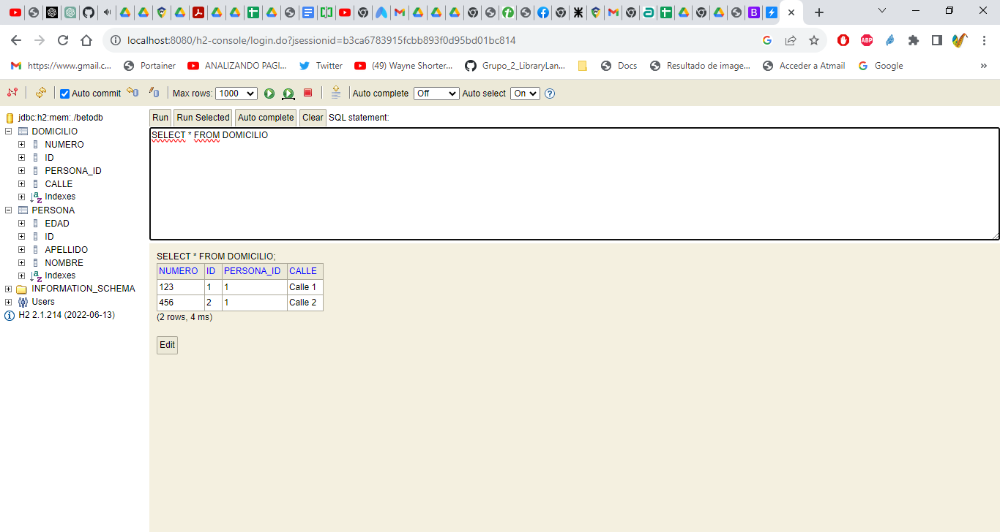 localhost:8080/h2-console/login.do?jsessionid=b3ca6783915fcbb893f0d95bd01bc814
https://www.gmail.c... Portainer ANALIZANDO PAGI... Twitter (49) Wayne Shorter... Grupo_2_LibraryLan... Docs Resultado de image... Acceder a Atmail Google »
Auto commit Max rows: 1000 Auto complete Off Auto select On
jdbc:h2:mem:./betodb
DOMICILIO
NUMERO
ID
PERSONA_ID
CALLE
Indexes
PERSONA
EDAD
ID
APELLIDO
NOMBRE
Indexes
INFORMATION_SCHEMA
Users
H2 2.1.214 (2022-06-13)
Run Run Selected Auto complete Clear SQL statement:
SELECT * FROM DOMICILIO
SELECT * FROM DOMICILIO;
NUMERO ID PERSONA_ID CALLE
123 1 1 Calle 1
456 2 1 Calle 2
(2 rows, 4 ms)
Edit